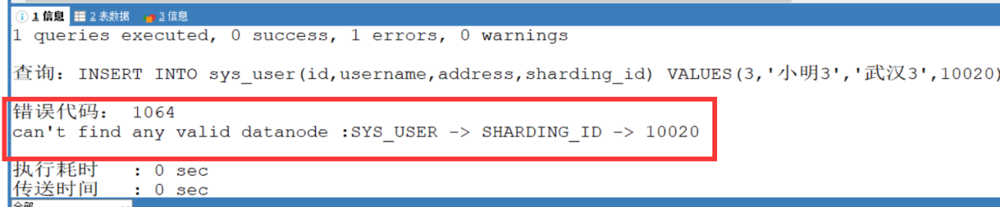 1 信息 2 表数据 3 信息
1 queries executed, 0 success, 1 errors, 0 warnings
查询: INSERT INTO sys_user(id,username,address,sharding_id) VALUES(3,'小明3','武汉3',10020)
错误代码: 1064
can't find any valid datanode :SYS_USER -> SHARDING_ID -> 10020
执行耗时 : 0 sec
传送时间 : 0 sec